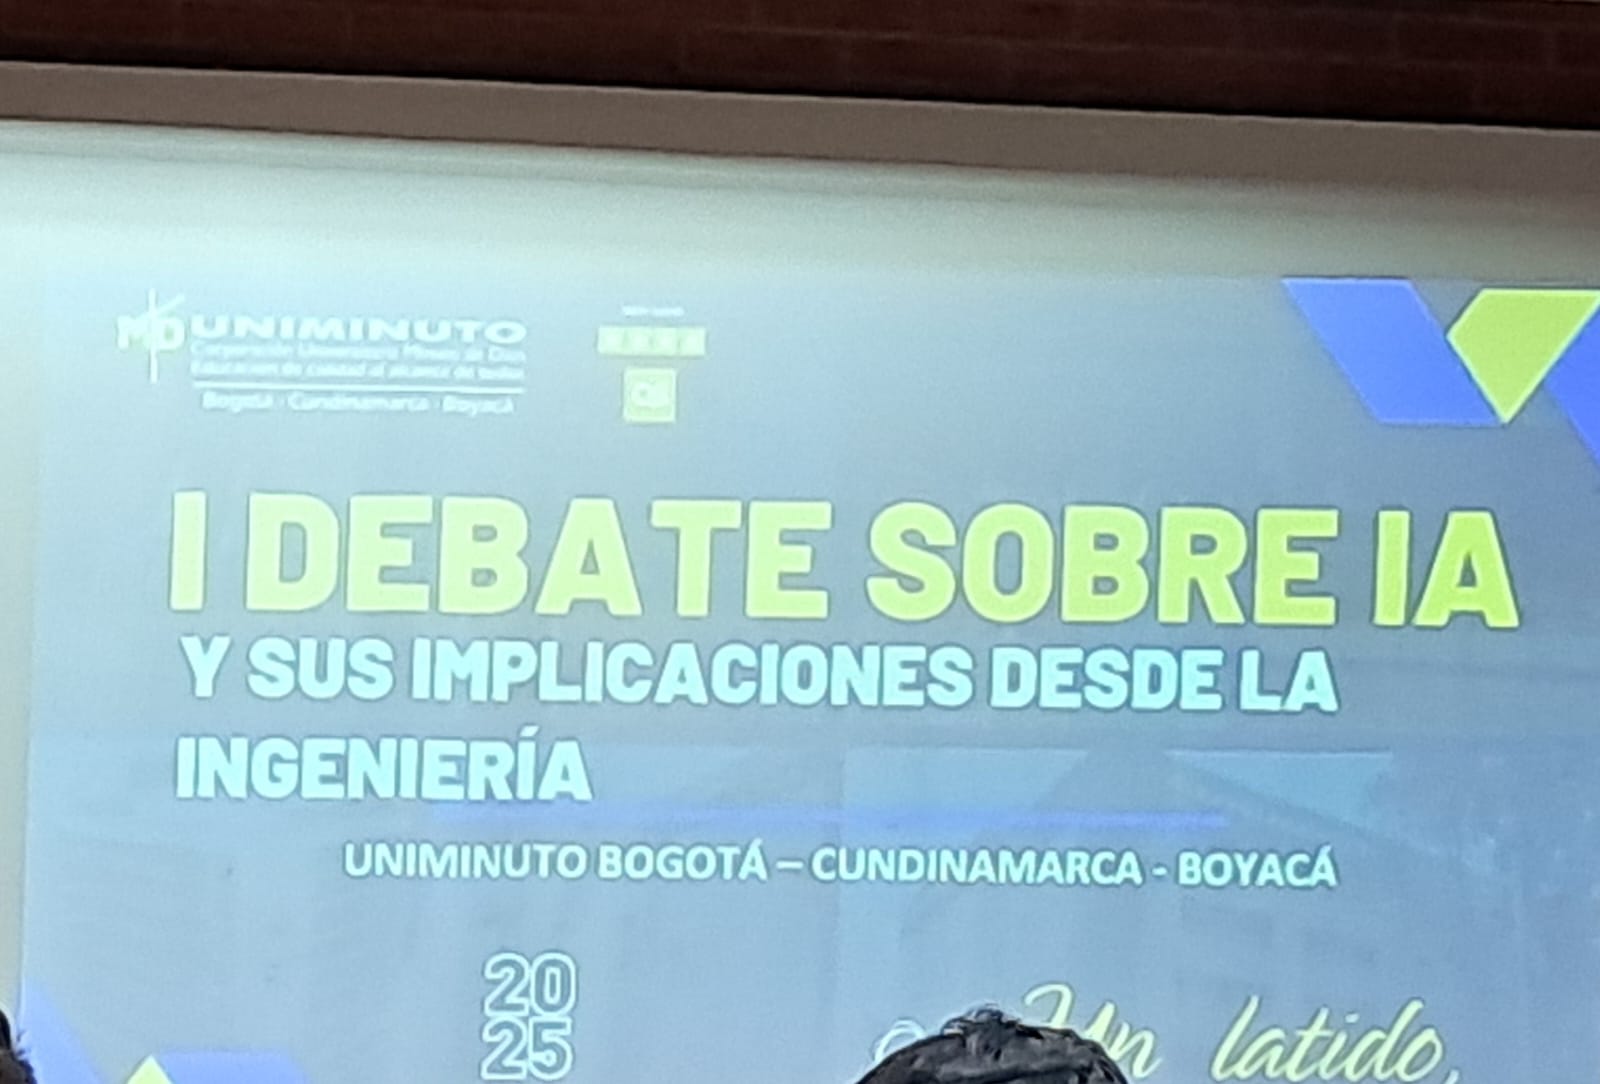 UNIMINUTO
Corporación Universitaria Minuto de Dios
Educación de calidad al alcance de todos
Bogotá - Cundinamarca - Boyacá
I DEBATE SOBRE IA
Y SUS IMPLICACIONES DESDE LA
INGENIERÍA
UNIMINUTO BOGOTÁ – CUNDINAMARCA - BOYACÁ
20
25
Un latido,